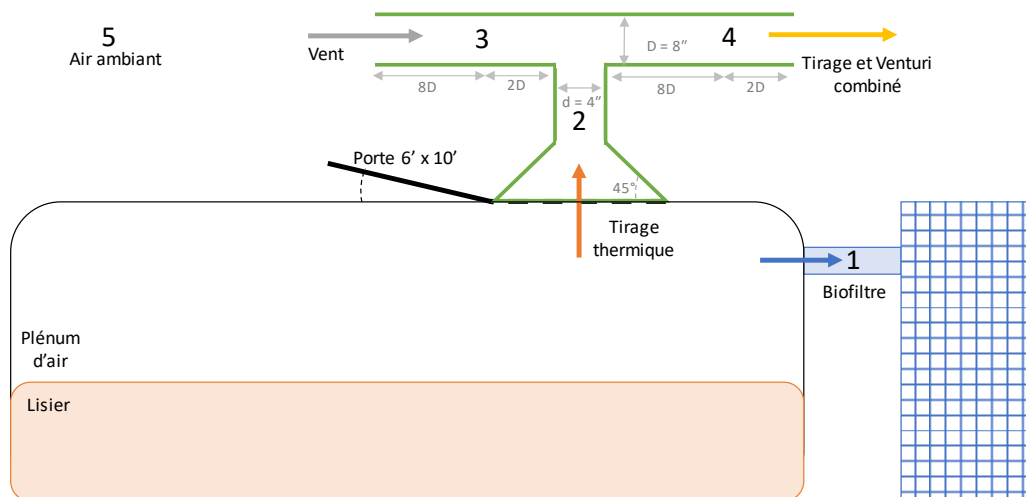 5
Air ambiant
Vent
3
4
D = 8’’
Tirage et Venturi
combiné
8D
2D
d = 4’’
8D
2D
2
Porte 6’ x 10’
45°
Tirage
thermique
1
Biofiltre
Plénum
d’air
Lisier